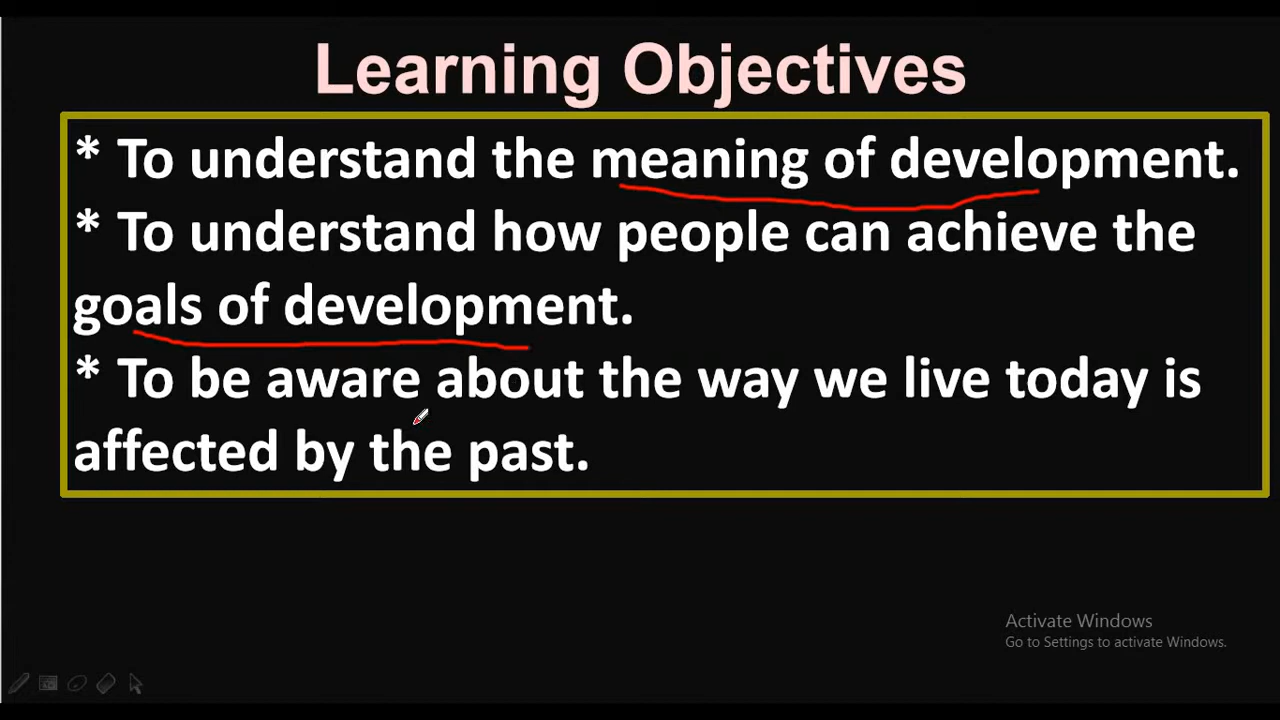 Learning Objectives
* To understand the meaning of development.
* To understand how people can achieve the
goals of development.
* To be aware about the way we live today is
affected by the past.
Activate Windows
Go to Settings to activate Windows.